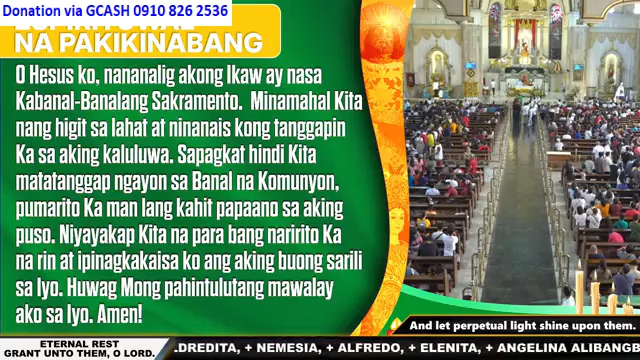 Donation via GCASH 0910 826 2536
NA PAKIKINABANG
O Hesus ko, nananalig akong Ikaw ay nasa
Kabanal-Banalang Sakramento. Minamahal Kita
nang higit sa lahat at ninanais kong tanggapin
Ka sa aking kaluluwa. Sapagkat hindi Kita
matatanggap ngayon sa Banal na Komunyon,
pumarito Ka man lang kahit papaano sa aking
puso. Niyayakap Kita na para bang naririto Ka
na rin at ipinagkakaisa ko ang aking buong sarili
sa Iyo. Huwag Mong pahintulutang mawalay
ako sa Iyo. Amen!
And let perpetual light shine upon them.
ETERNAL REST
GRANT UNTO THEM, O LORD.
.DREDITA, + NEMESIA, + ALFREDO, + ELENITA, + ANGELINA ALIBANGB